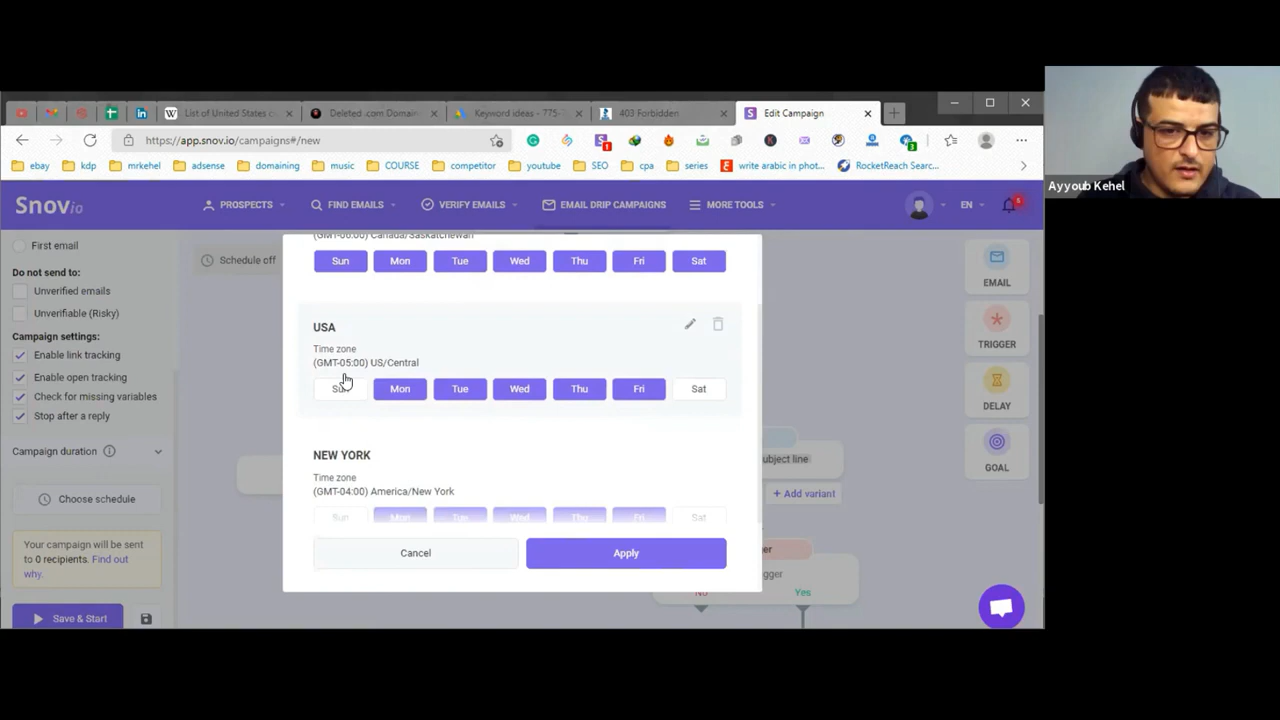 List of United States c
Deleted .com Domain
Keyword ideas - 775-
403 Forbidden
Edit Campaign
https://app.snov.io/campaigns#/new
ebay
kdp
mrkehel
adsense
domaining
music
COURSE
competitor
youtube
SEO
cpa
series
write arabic in phot...
RocketReach Searc...
Ayyoub Kehel
Snov.io
PROSPECTS
FIND EMAILS
VERIFY EMAILS
EMAIL DRIP CAMPAIGNS
MORE TOOLS
EN
First email
Do not send to:
Unverified emails
Unverifiable (Risky)
Campaign settings:
Enable link tracking
Enable open tracking
Check for missing variables
Stop after a reply
Campaign duration
Choose schedule
Your campaign will be sent
to 0 recipients. Find out
why.
Save & Start
Schedule off
(GMT-06:00) Canada/Saskatchewan
Sun Mon Tue Wed Thu Fri Sat
USA
Time zone
(GMT-05:00) US/Central
Sun Mon Tue Wed Thu Fri Sat
NEW YORK
Time zone
(GMT-04:00) America/New York
Sun Mon Tue Wed Thu Fri Sat
Cancel
Apply
ubject line
+ Add variant
ger
igger
No
Yes
EMAIL
TRIGGER
DELAY
GOAL